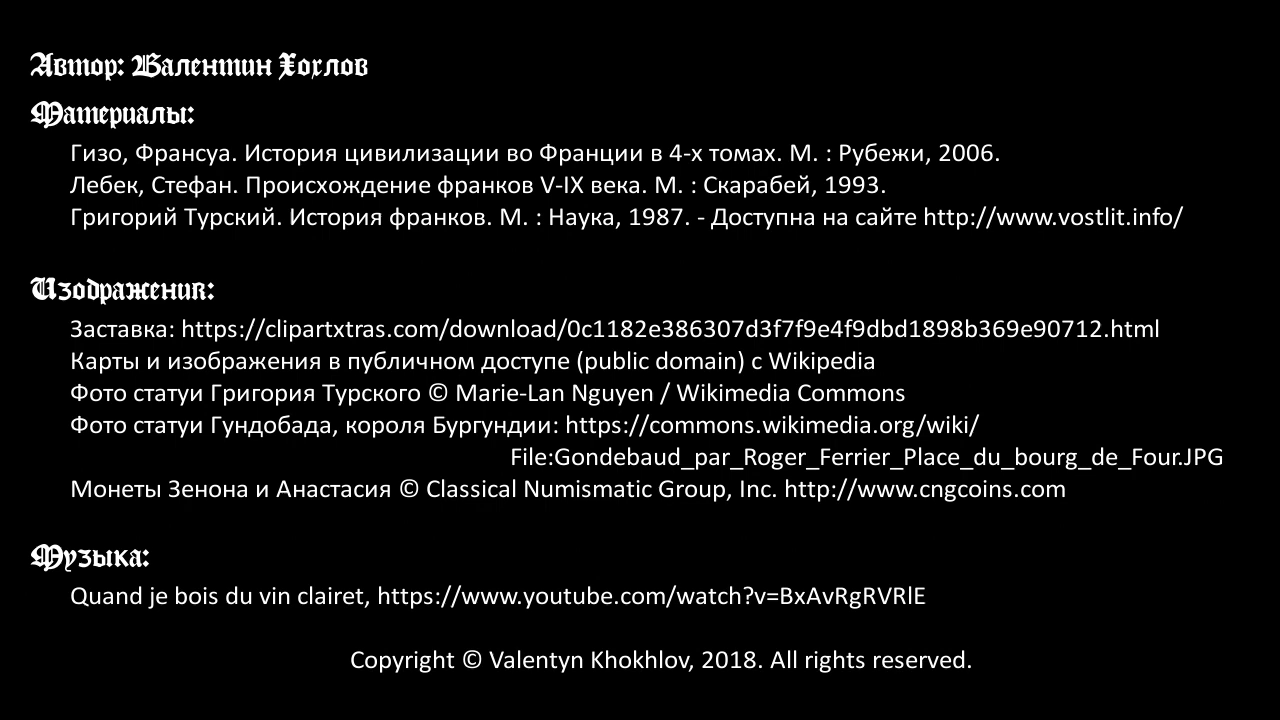 Автор: Валентин Хохлов
Материалы:
Гизо, Франсуа. История цивилизации во Франции в 4-х томах. М. : Рубежи, 2006.
Лебек, Стефан. Происхождение франков V-IX века. М. : Скарабей, 1993.
Григорий Турский. История франков. М. : Наука, 1987. - Доступна на сайте http://www.vostlit.info/
Изображения:
Заставка: https://clipartxtras.com/download/0c1182e386307d3f7f9e4f9dbd1898b369e90712.html
Карты и изображения в публичном доступе (public domain) с Wikipedia
Фото статуи Григория Турского © Marie-Lan Nguyen / Wikimedia Commons
Фото статуи Гундобада, короля Бургундии: https://commons.wikimedia.org/wiki/
File:Gondebaud_par_Roger_Ferrier_Place_du_bourg_de_Four.JPG
Монеты Зенона и Анастасия © Classical Numismatic Group, Inc. http://www.cngcoins.com
Музыка:
Quand je bois du vin clairet, https://www.youtube.com/watch?v=BxAvRgRVRlE
Copyright © Valentyn Khokhlov, 2018. All rights reserved.